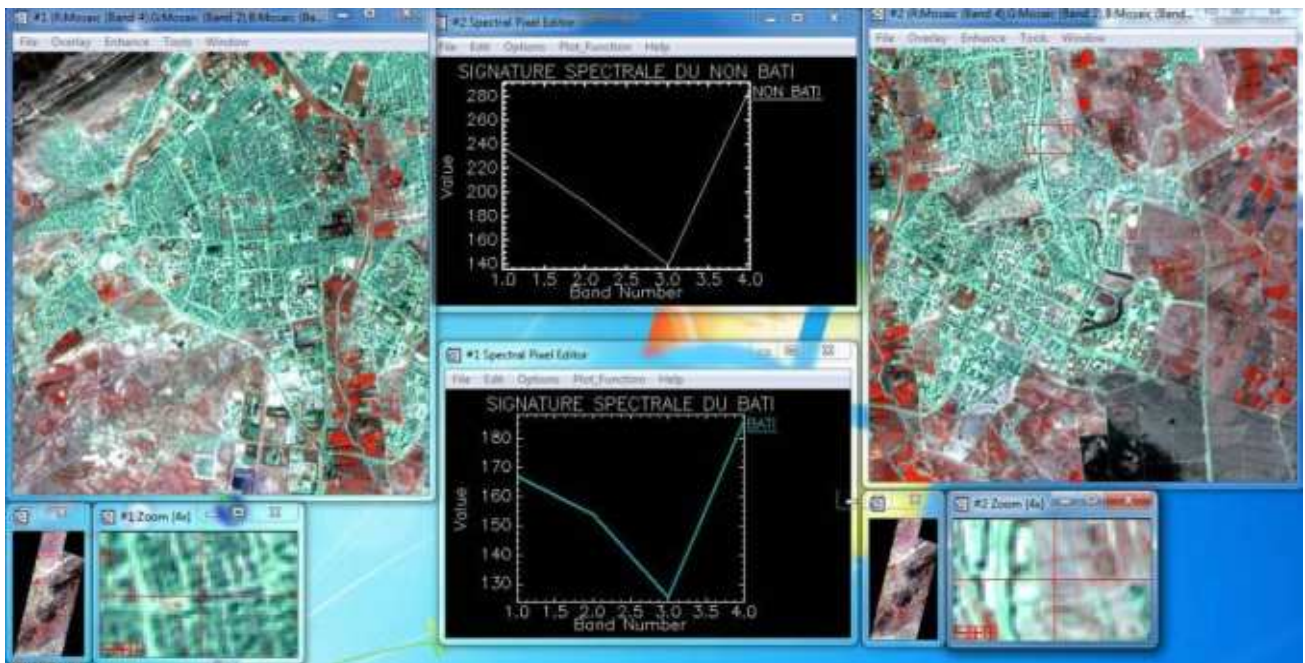 #1 (R:Mosaic (Band 4),G:Mosaic (Band 2),B:Mosaic (Ba...
File Overlay Enhance Tools Window
#2 Spectral Pixel Editor
File Edit Options Plot_Function Help
SIGNATURE SPECTRALE DU NON BATI
NON BATI
280
260
240
220
200
180
160
140
Value
1.0 1.5 2.0 2.5 3.0 3.5 4.0
Band Number
#2 (R:Mosaic (Band 4),G:Mosaic (Band 2),B:Mosaic (Band...
File Overlay Enhance Tools Window
#1 Spectral Pixel Editor
File Edit Options Plot_Function Help
SIGNATURE SPECTRALE DU BATI
BATI
180
170
160
150
140
130
Value
1.0 1.5 2.0 2.5 3.0 3.5 4.0
Band Number
#1 Zoom [4x]
#2 Zoom [4x]